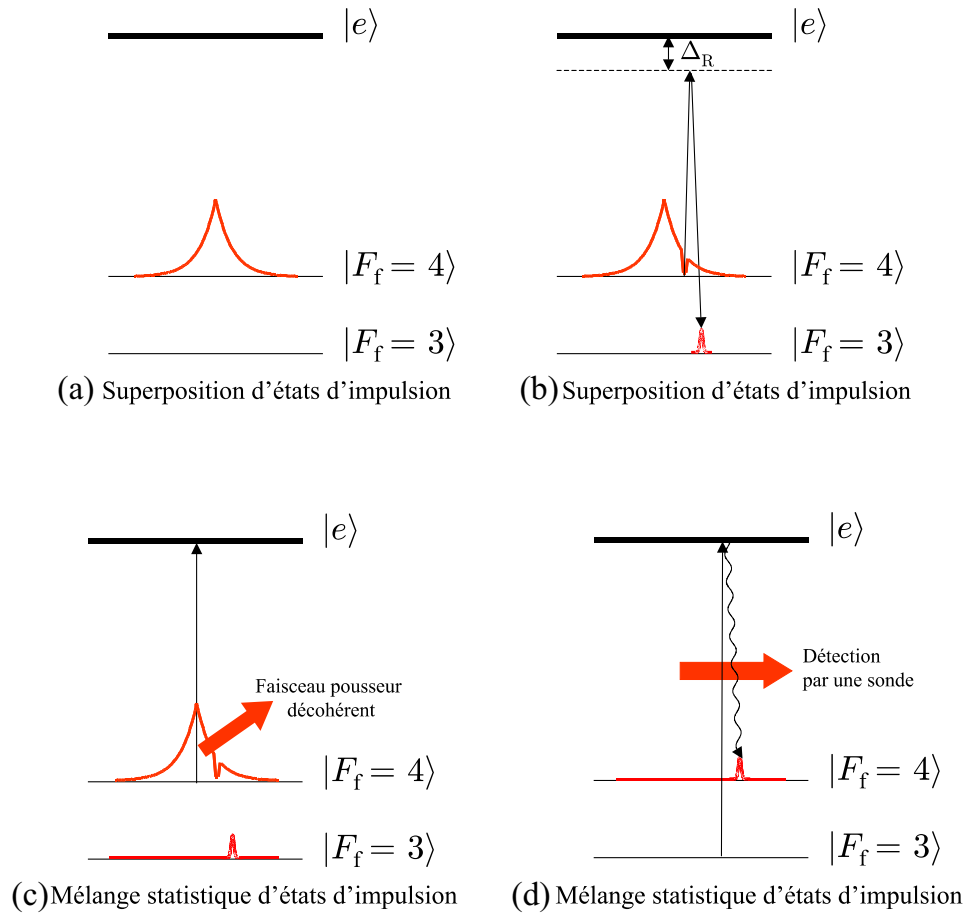 |e⟩
|F_f = 4⟩
|F_f = 3⟩
(a) Superposition d'états d'impulsion
|e⟩
Δ_R
|F_f = 4⟩
|F_f = 3⟩
(b) Superposition d'états d'impulsion
|e⟩
Faisceau pousseur
décohérent
|F_f = 4⟩
|F_f = 3⟩
(c) Mélange statistique d'états d'impulsion
|e⟩
Détection
par une sonde
|F_f = 4⟩
|F_f = 3⟩
(d) Mélange statistique d'états d'impulsion